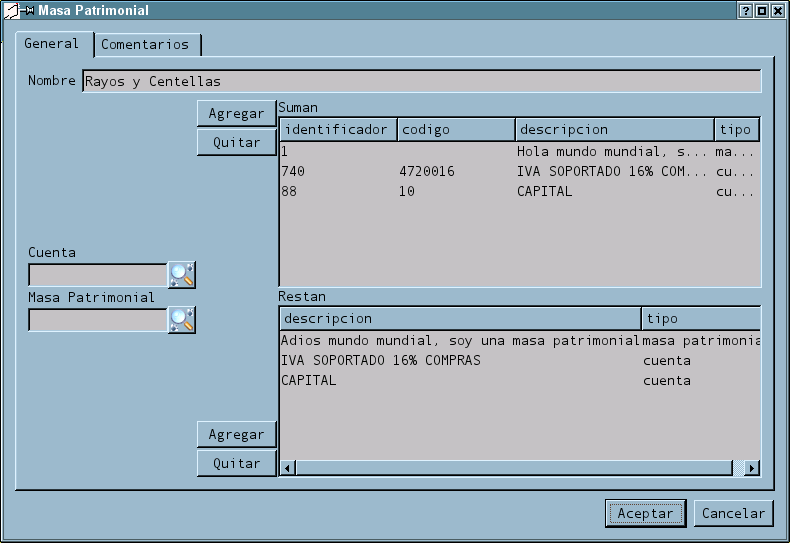 Masa Patrimonial
General Comentarios
Nombre Rayos y Centellas
Agregar
Quitar
Suman
identificador codigo descripcion tipo
1 Hola mundo mundial, s... ma...
740 4720016 IVA SOPORTADO 16% COM... cu...
88 10 CAPITAL cu...
Cuenta
Masa Patrimonial
Restan
descripcion tipo
Adios mundo mundial, soy una masa patrimonial masa patrimonia
IVA SOPORTADO 16% COMPRAS cuenta
CAPITAL cuenta
Agregar
Quitar
Aceptar Cancelar